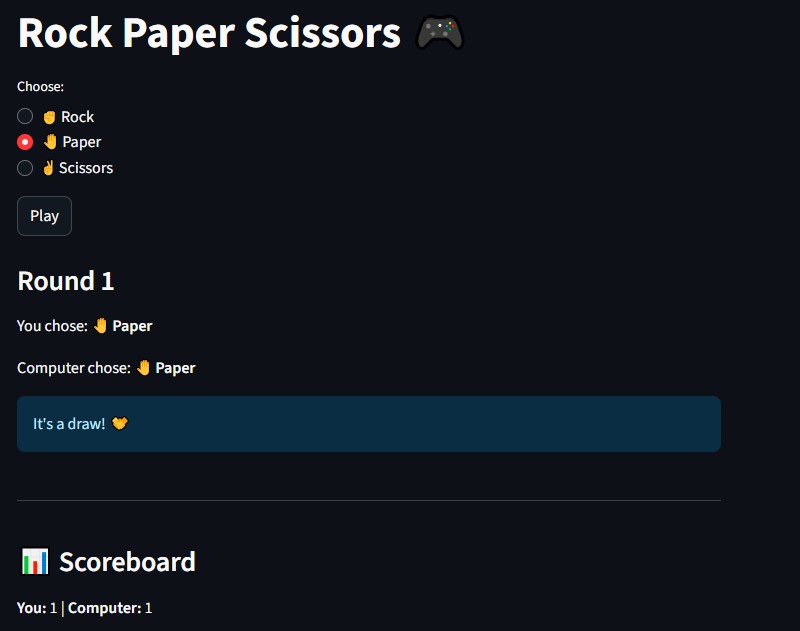 Rock Paper Scissors 🎮
Choose:
✊ Rock
🤚 Paper
✌ Scissors
Play
Round 1
You chose: 🤚 Paper
Computer chose: 🤚 Paper
It's a draw! 🤝
📊 Scoreboard
You: 1 | Computer: 1